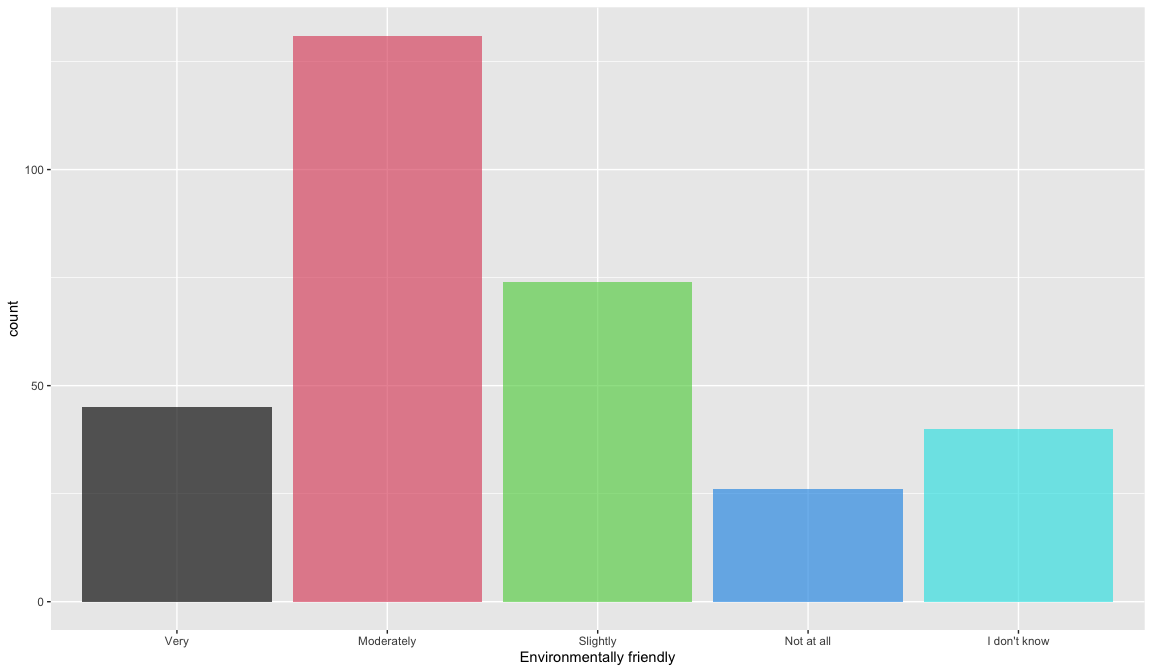 count
100
50
0
Very Moderately Slightly Not at all I don't know
Environmentally friendly